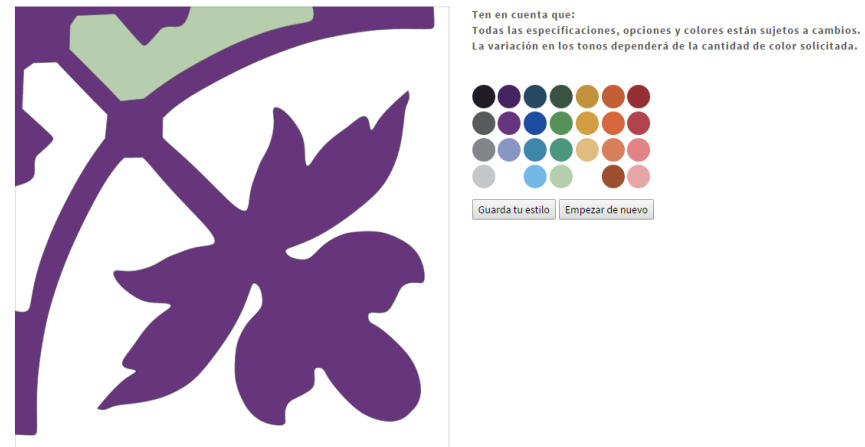 Ten en cuenta que:
Todas las especificaciones, opciones y colores están sujetos a cambios.
La variación en los tonos dependerá de la cantidad de color solicitada.
Guarda tu estilo
Empezar de nuevo